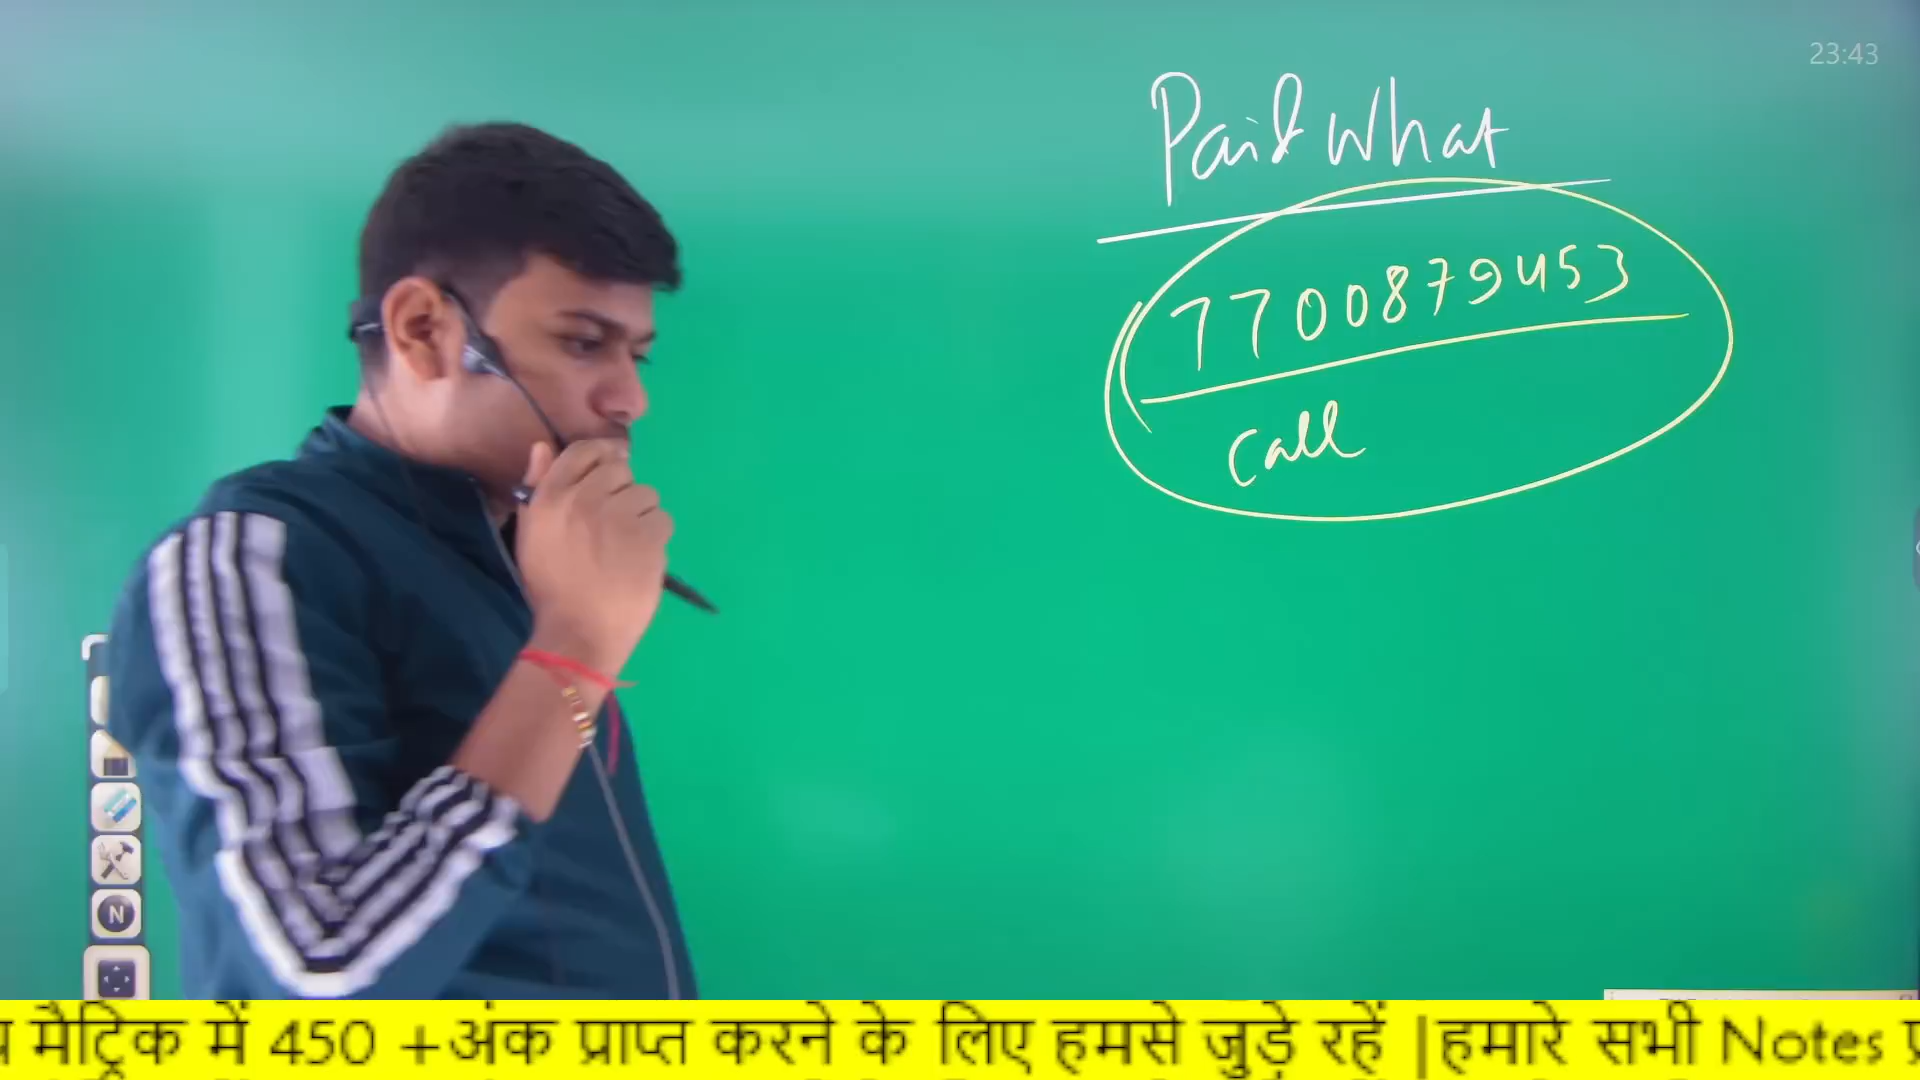 23:43
Paid What
7700879453
Call
N
मैट्रिक में 450 +अंक प्राप्त करने के लिए हमसे जुड़े रहें |हमारे सभी Notes